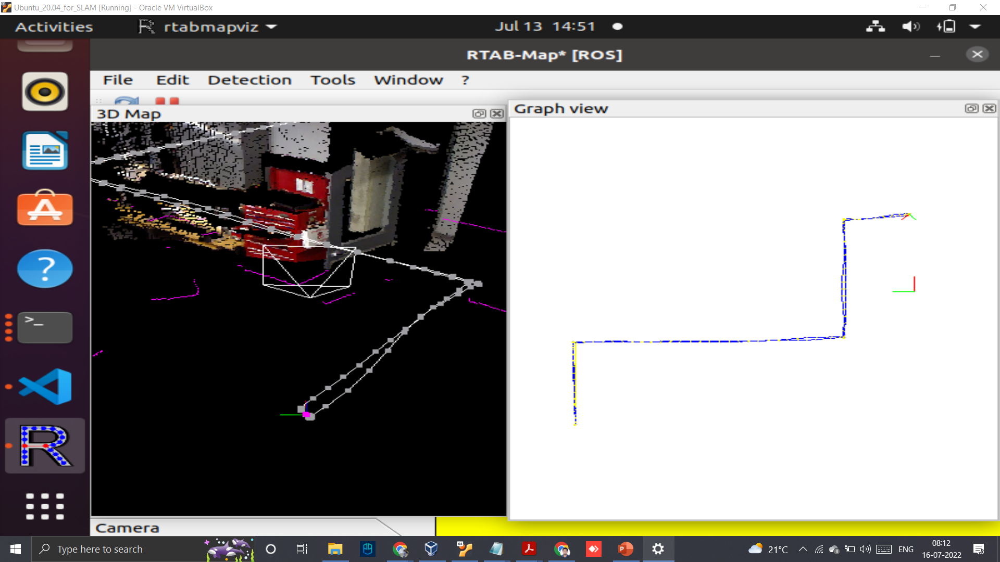 Ubuntu_20.04_for_SLAM [Running] - Oracle VM VirtualBox
Activities rtabmapviz Jul 13 14:51
RTAB-Map* [ROS]
File Edit Detection Tools Window ?
3D Map
Graph view
>_
Camera
Type here to search
21°C ENG
08:12
16-07-2022